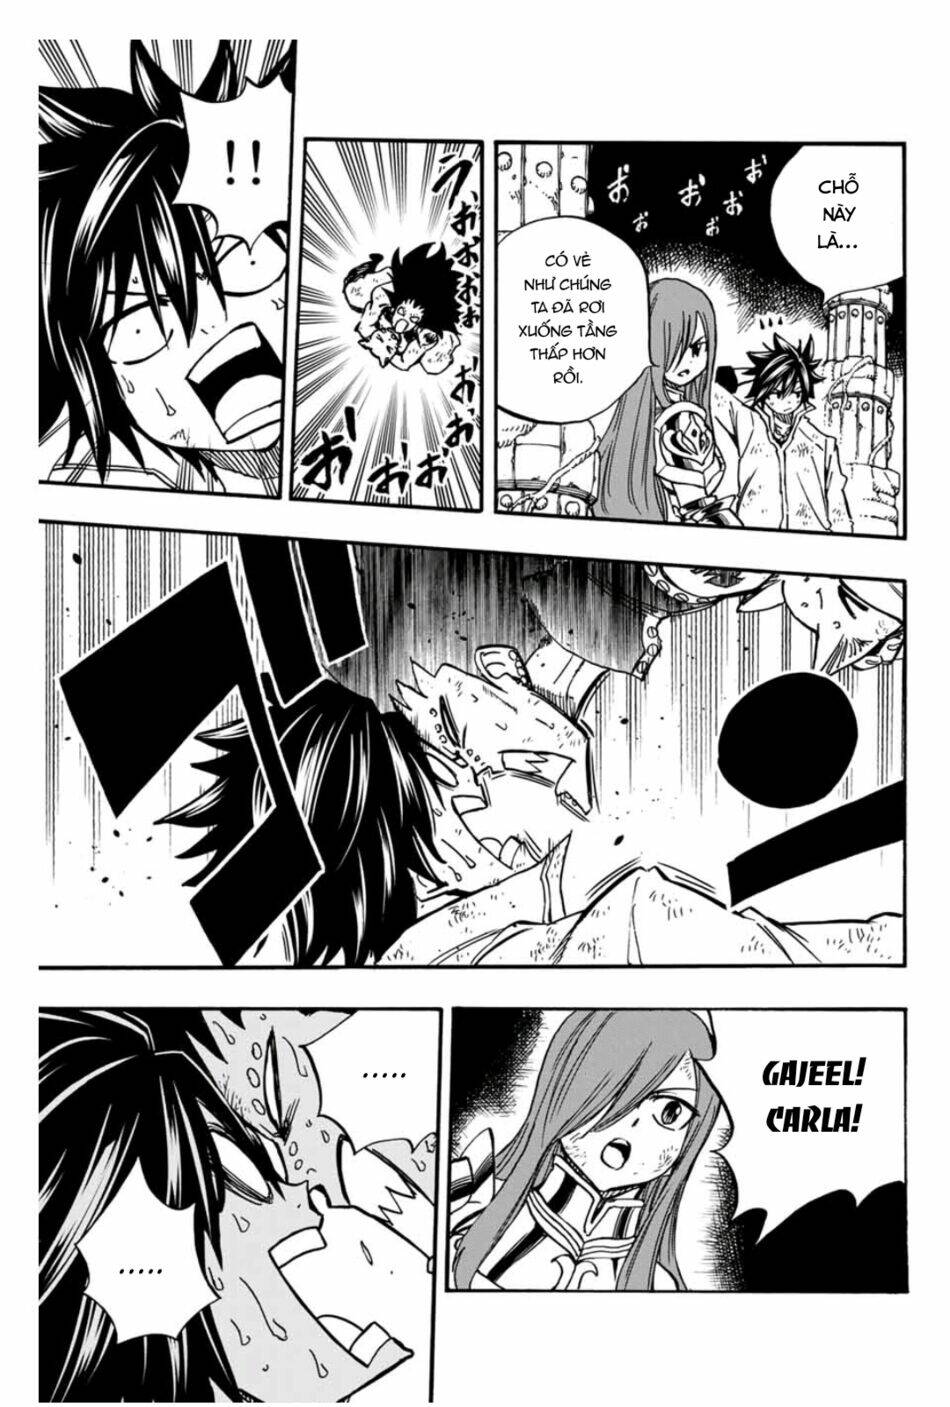 CHỖ
NÀY
LÀ...
CÓ VẺ
NHƯ CHÚNG
TA ĐÃ RƠI
XUỐNG TẦNG
THẤP HƠN
RỒI.
お
お
お
お
お
お
う
お
お
お
お
お
お
お
お
!!
GAJEEL!
CARLA!
.....
.....